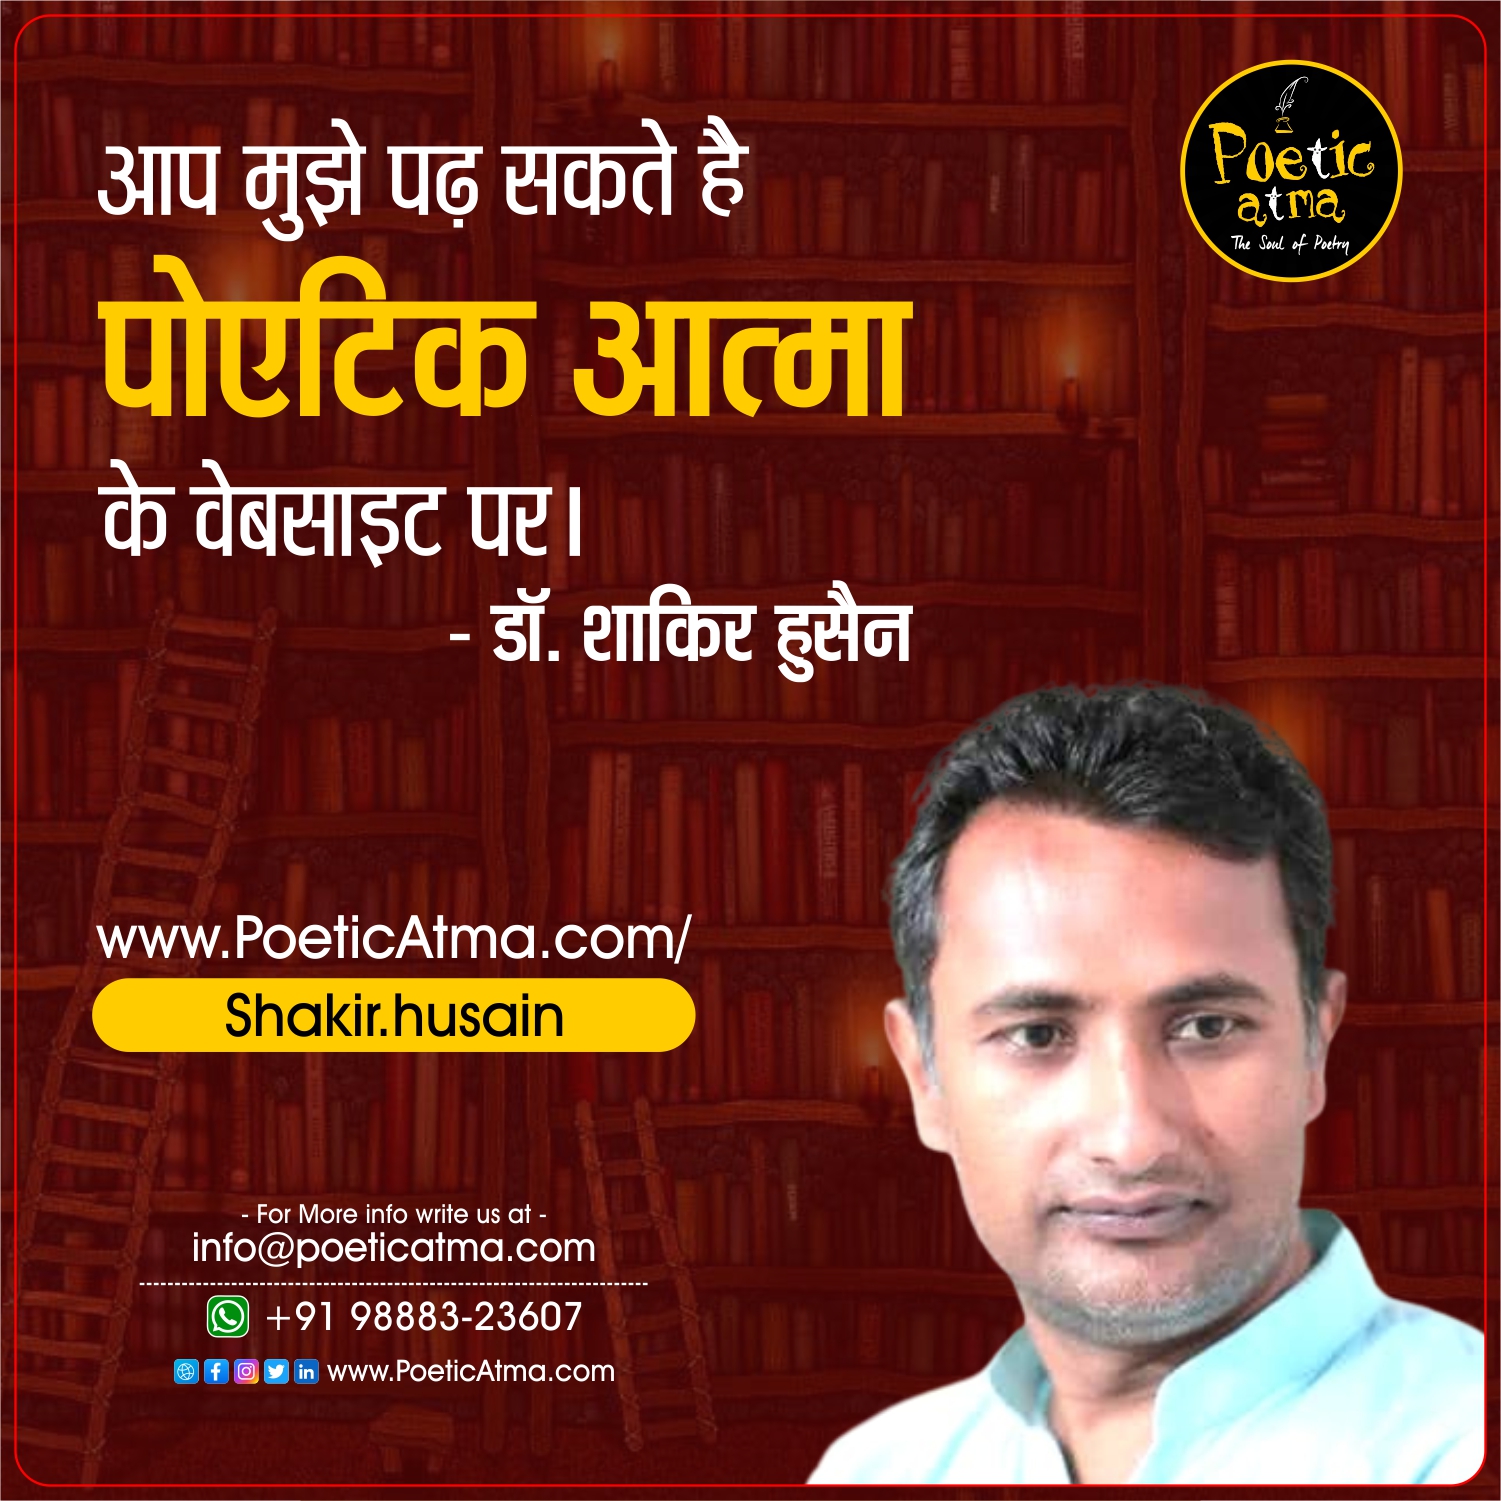 Poetic
atma
The Soul of Poetry
आप मुझे पढ़ सकते है
पोएटिक आत्मा
के वेबसाइट पर।
- डॉ. शाकिर हुसैन
www.PoeticAtma.com/
Shakir.husain
- For More info write us at -
info@poeticatma.com
+91 98883-23607
www.PoeticAtma.com